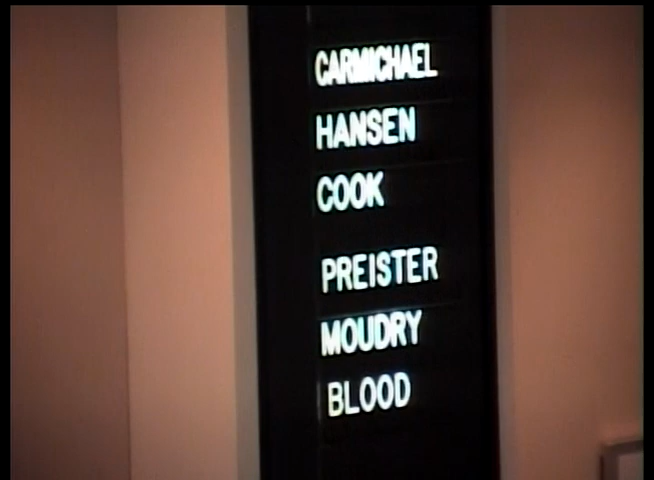 CARMICHAEL
HANSEN
COOK
PREISTER
MOUDRY
BLOOD